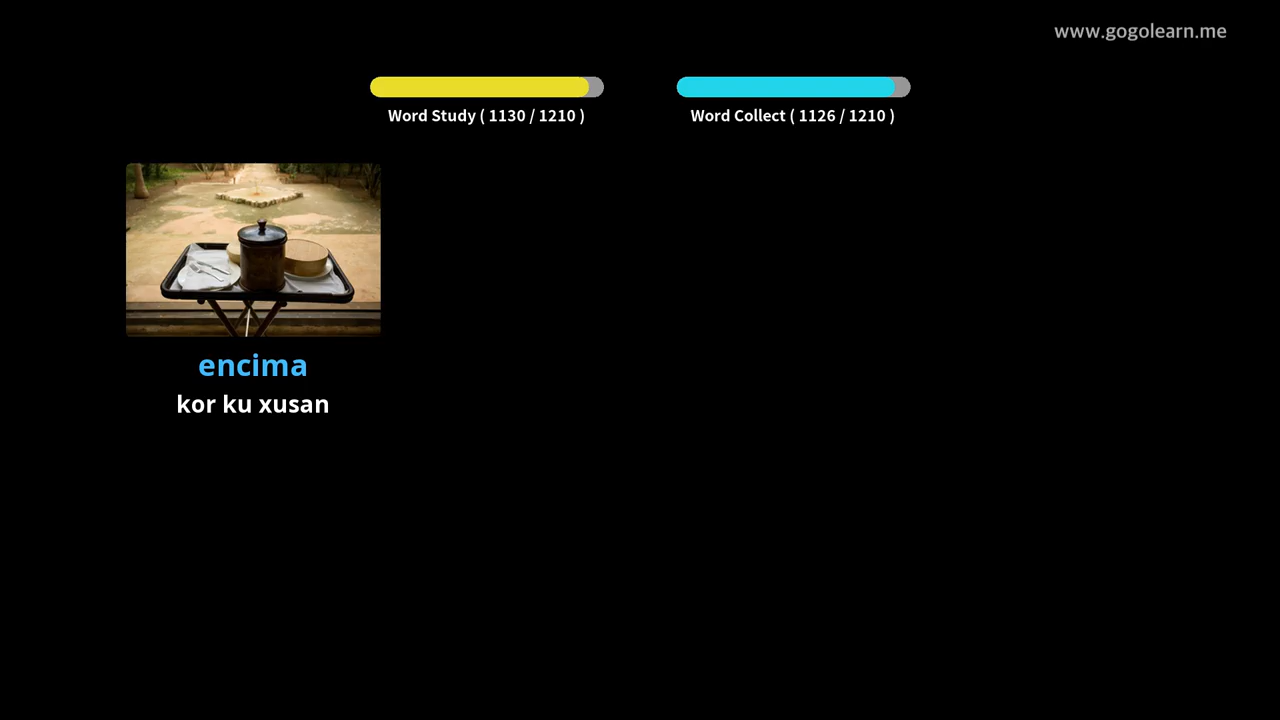 www.gogolearn.me
Word Study ( 1130 / 1210 )
Word Collect ( 1126 / 1210 )
encima
kor ku xusan